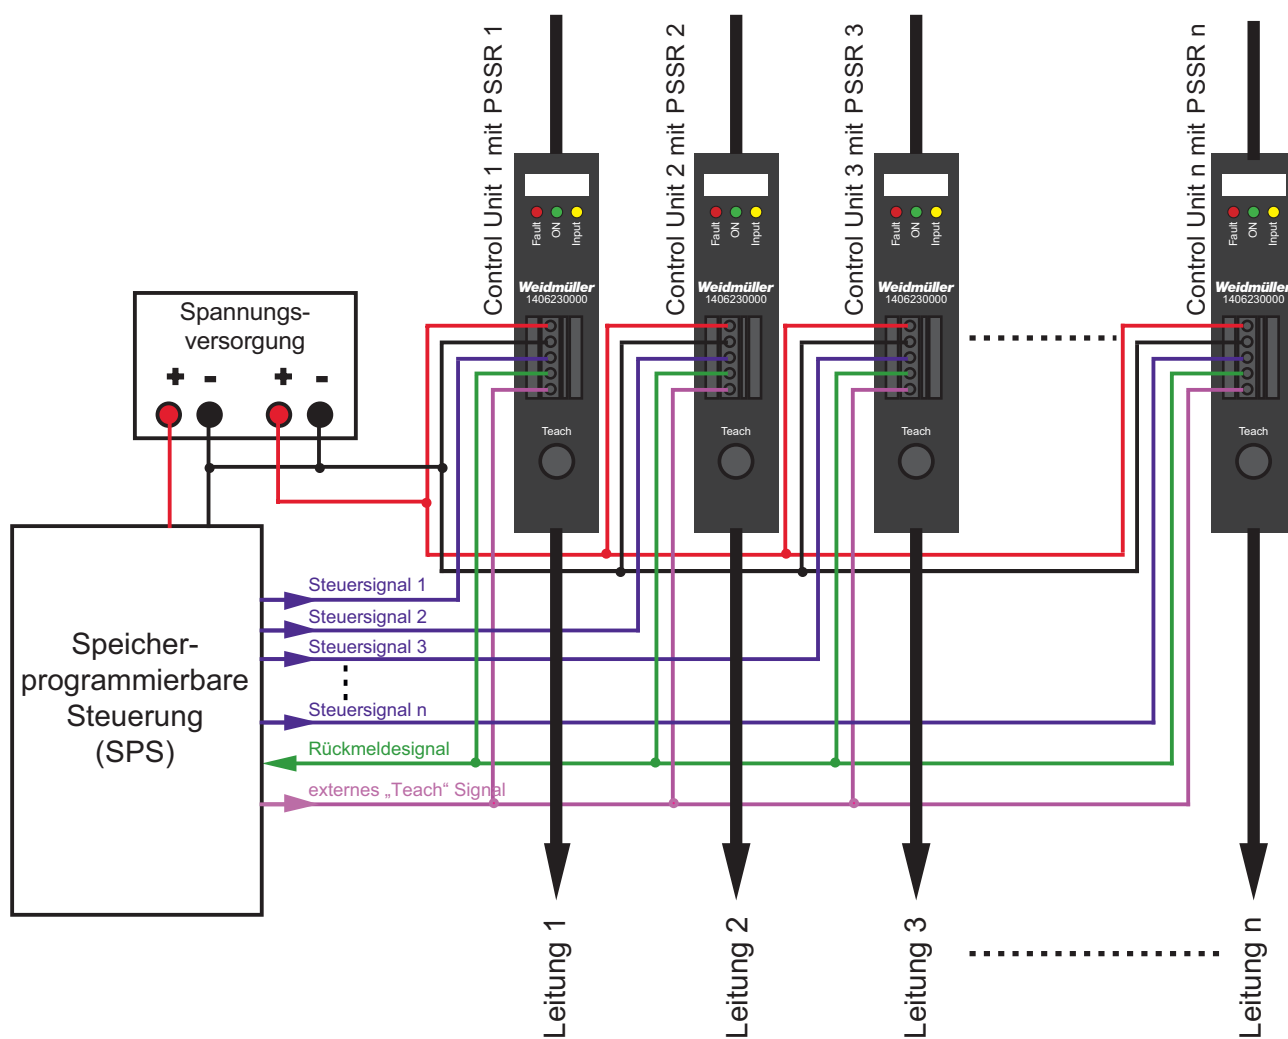 Control Unit 1 mit PSSR 1
Control Unit 2 mit PSSR 2
Control Unit 3 mit PSSR 3
Control Unit n mit PSSR n
Fault
ON
Input
Fault
ON
Input
Fault
ON
Input
Fault
ON
Input
Weidmüller
1406230000
Weidmüller
1406230000
Weidmüller
1406230000
Weidmüller
1406230000
Teach
Teach
Teach
Teach
Spannungs-
versorgung
+ - + -
Speicher-
programmierbare
Steuerung
(SPS)
Steuersignal 1
Steuersignal 2
Steuersignal 3
Steuersignal n
Rückmeldesignal
externes „Teach“ Signal
Leitung 1
Leitung 2
Leitung 3
Leitung n